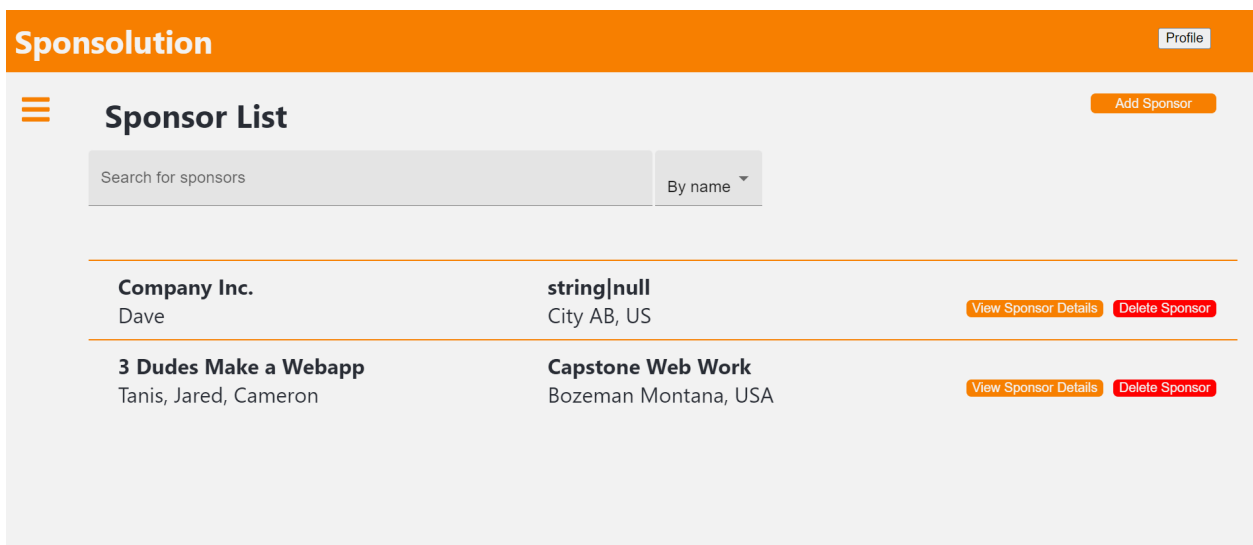 Sponsolution
Profile
Sponsor List
Add Sponsor
Search for sponsors
By name
Company Inc.
string|null
Dave
City AB, US
View Sponsor Details
Delete Sponsor
3 Dudes Make a Webapp
Capstone Web Work
Tanis, Jared, Cameron
Bozeman Montana, USA
View Sponsor Details
Delete Sponsor